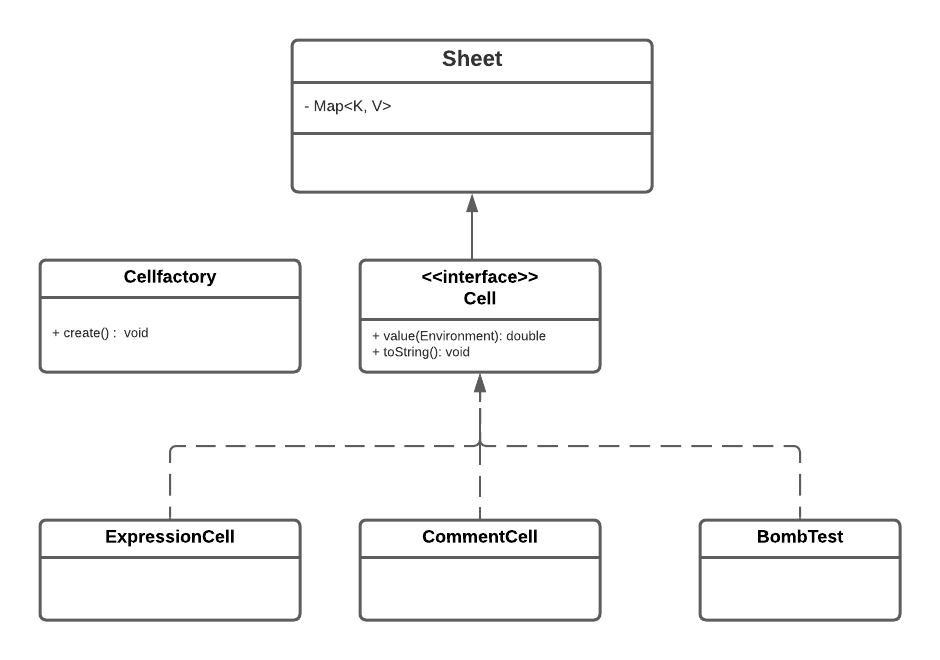 Sheet
- Map<K, V>
Cellfactory
+ create() :  void
<<interface>>
Cell
+ value(Environment): double
+ toString(): void
ExpressionCell
CommentCell
BombTest